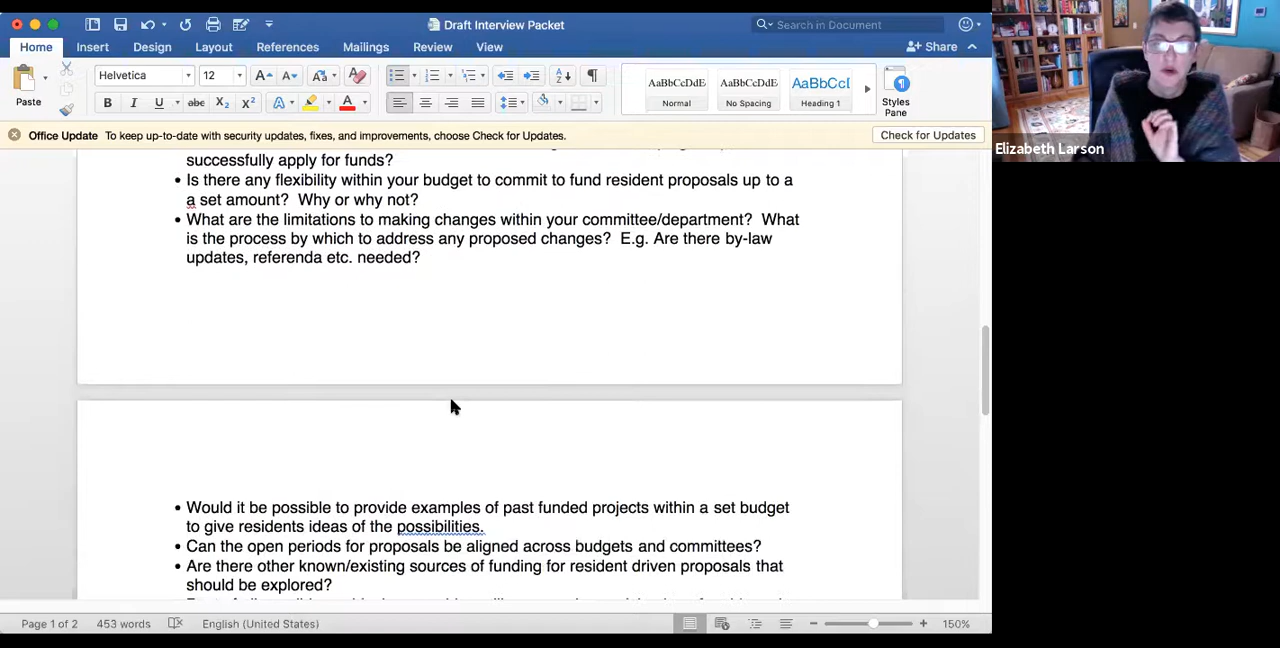 Draft Interview Packet
Search in Document
Home Insert Design Layout References Mailings Review View
Share
Paste
Helvetica 12
AaBbCcDdE AaBbCcDdE AaBbCcI
Normal No Spacing Heading 1
Styles Pane
Office Update To keep up-to-date with security updates, fixes, and improvements, choose Check for Updates.
Check for Updates
Elizabeth Larson
successfully apply for funds?
• Is there any flexibility within your budget to commit to fund resident proposals up to a
a set amount? Why or why not?
• What are the limitations to making changes within your committee/department? What
is the process by which to address any proposed changes? E.g. Are there by-law
updates, referenda etc. needed?
• Would it be possible to provide examples of past funded projects within a set budget
to give residents ideas of the possibilities.
• Can the open periods for proposals be aligned across budgets and committees?
• Are there other known/existing sources of funding for resident driven proposals that
should be explored?
Page 1 of 2 453 words English (United States) 150%